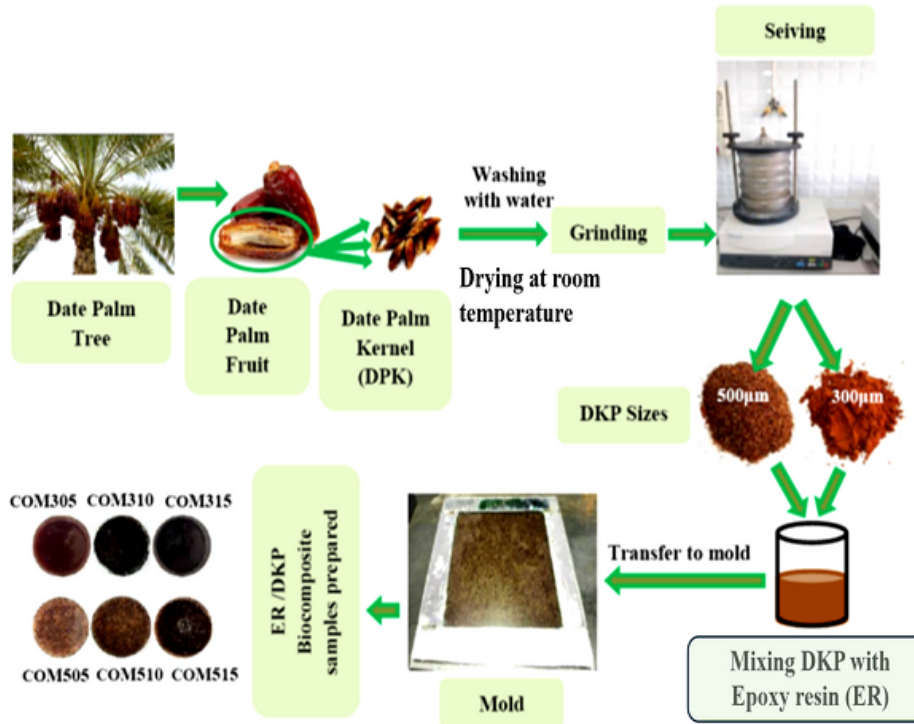 Seiving
Washing
with water
Grinding
Drying at room
temperature
Date Palm
Tree
Date
Palm
Fruit
Date Palm
Kernel
(DPK)
500µm
300µm
DKP Sizes
COM305 COM310 COM315
ER /DKP
Biocomposite
samples prepared
Transfer to mold
COM505 COM510 COM515
Mold
Mixing DKP with
Epoxy resin (ER)